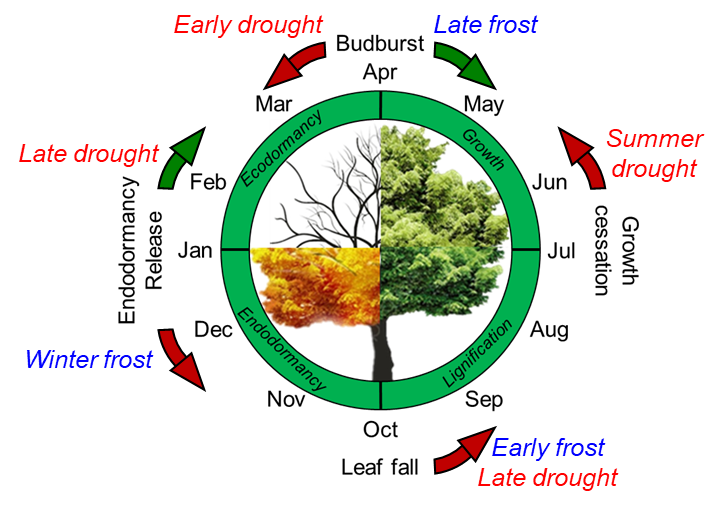 Early drought
Budburst
Late frost
Apr
Mar
May
Ecodormancy
Growth
Late drought
Summer
drought
Feb
Jun
Endodormancy
Release
Jan
Jul
Growth
cessation
Dec
Aug
Winter frost
Endodormancy
Lignification
Nov
Sep
Oct
Leaf fall
Early frost
Late drought